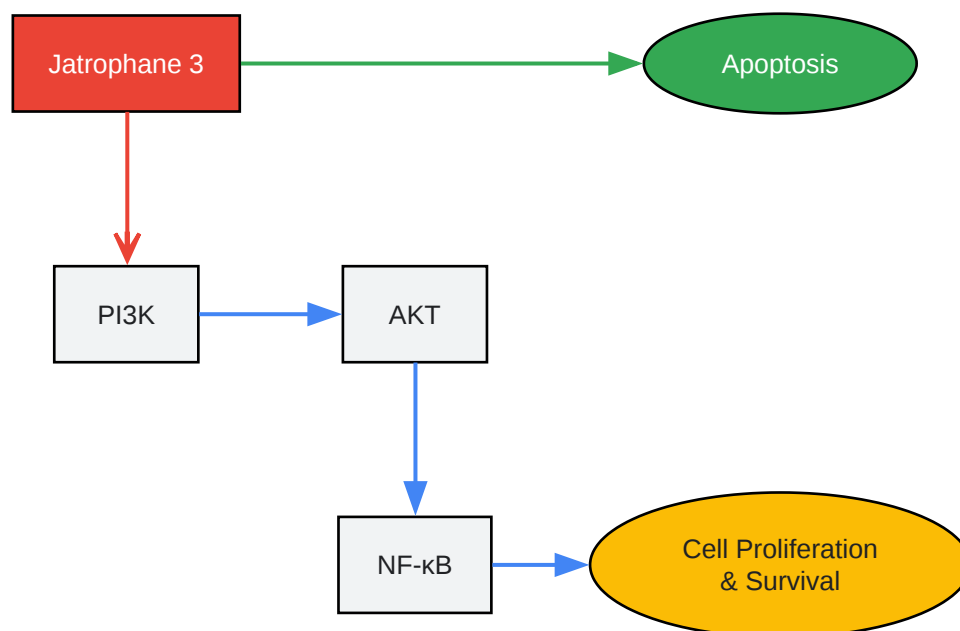 Jatrophane 3
Apoptosis
PI3K
AKT
NF-κB
Cell Proliferation
& Survival